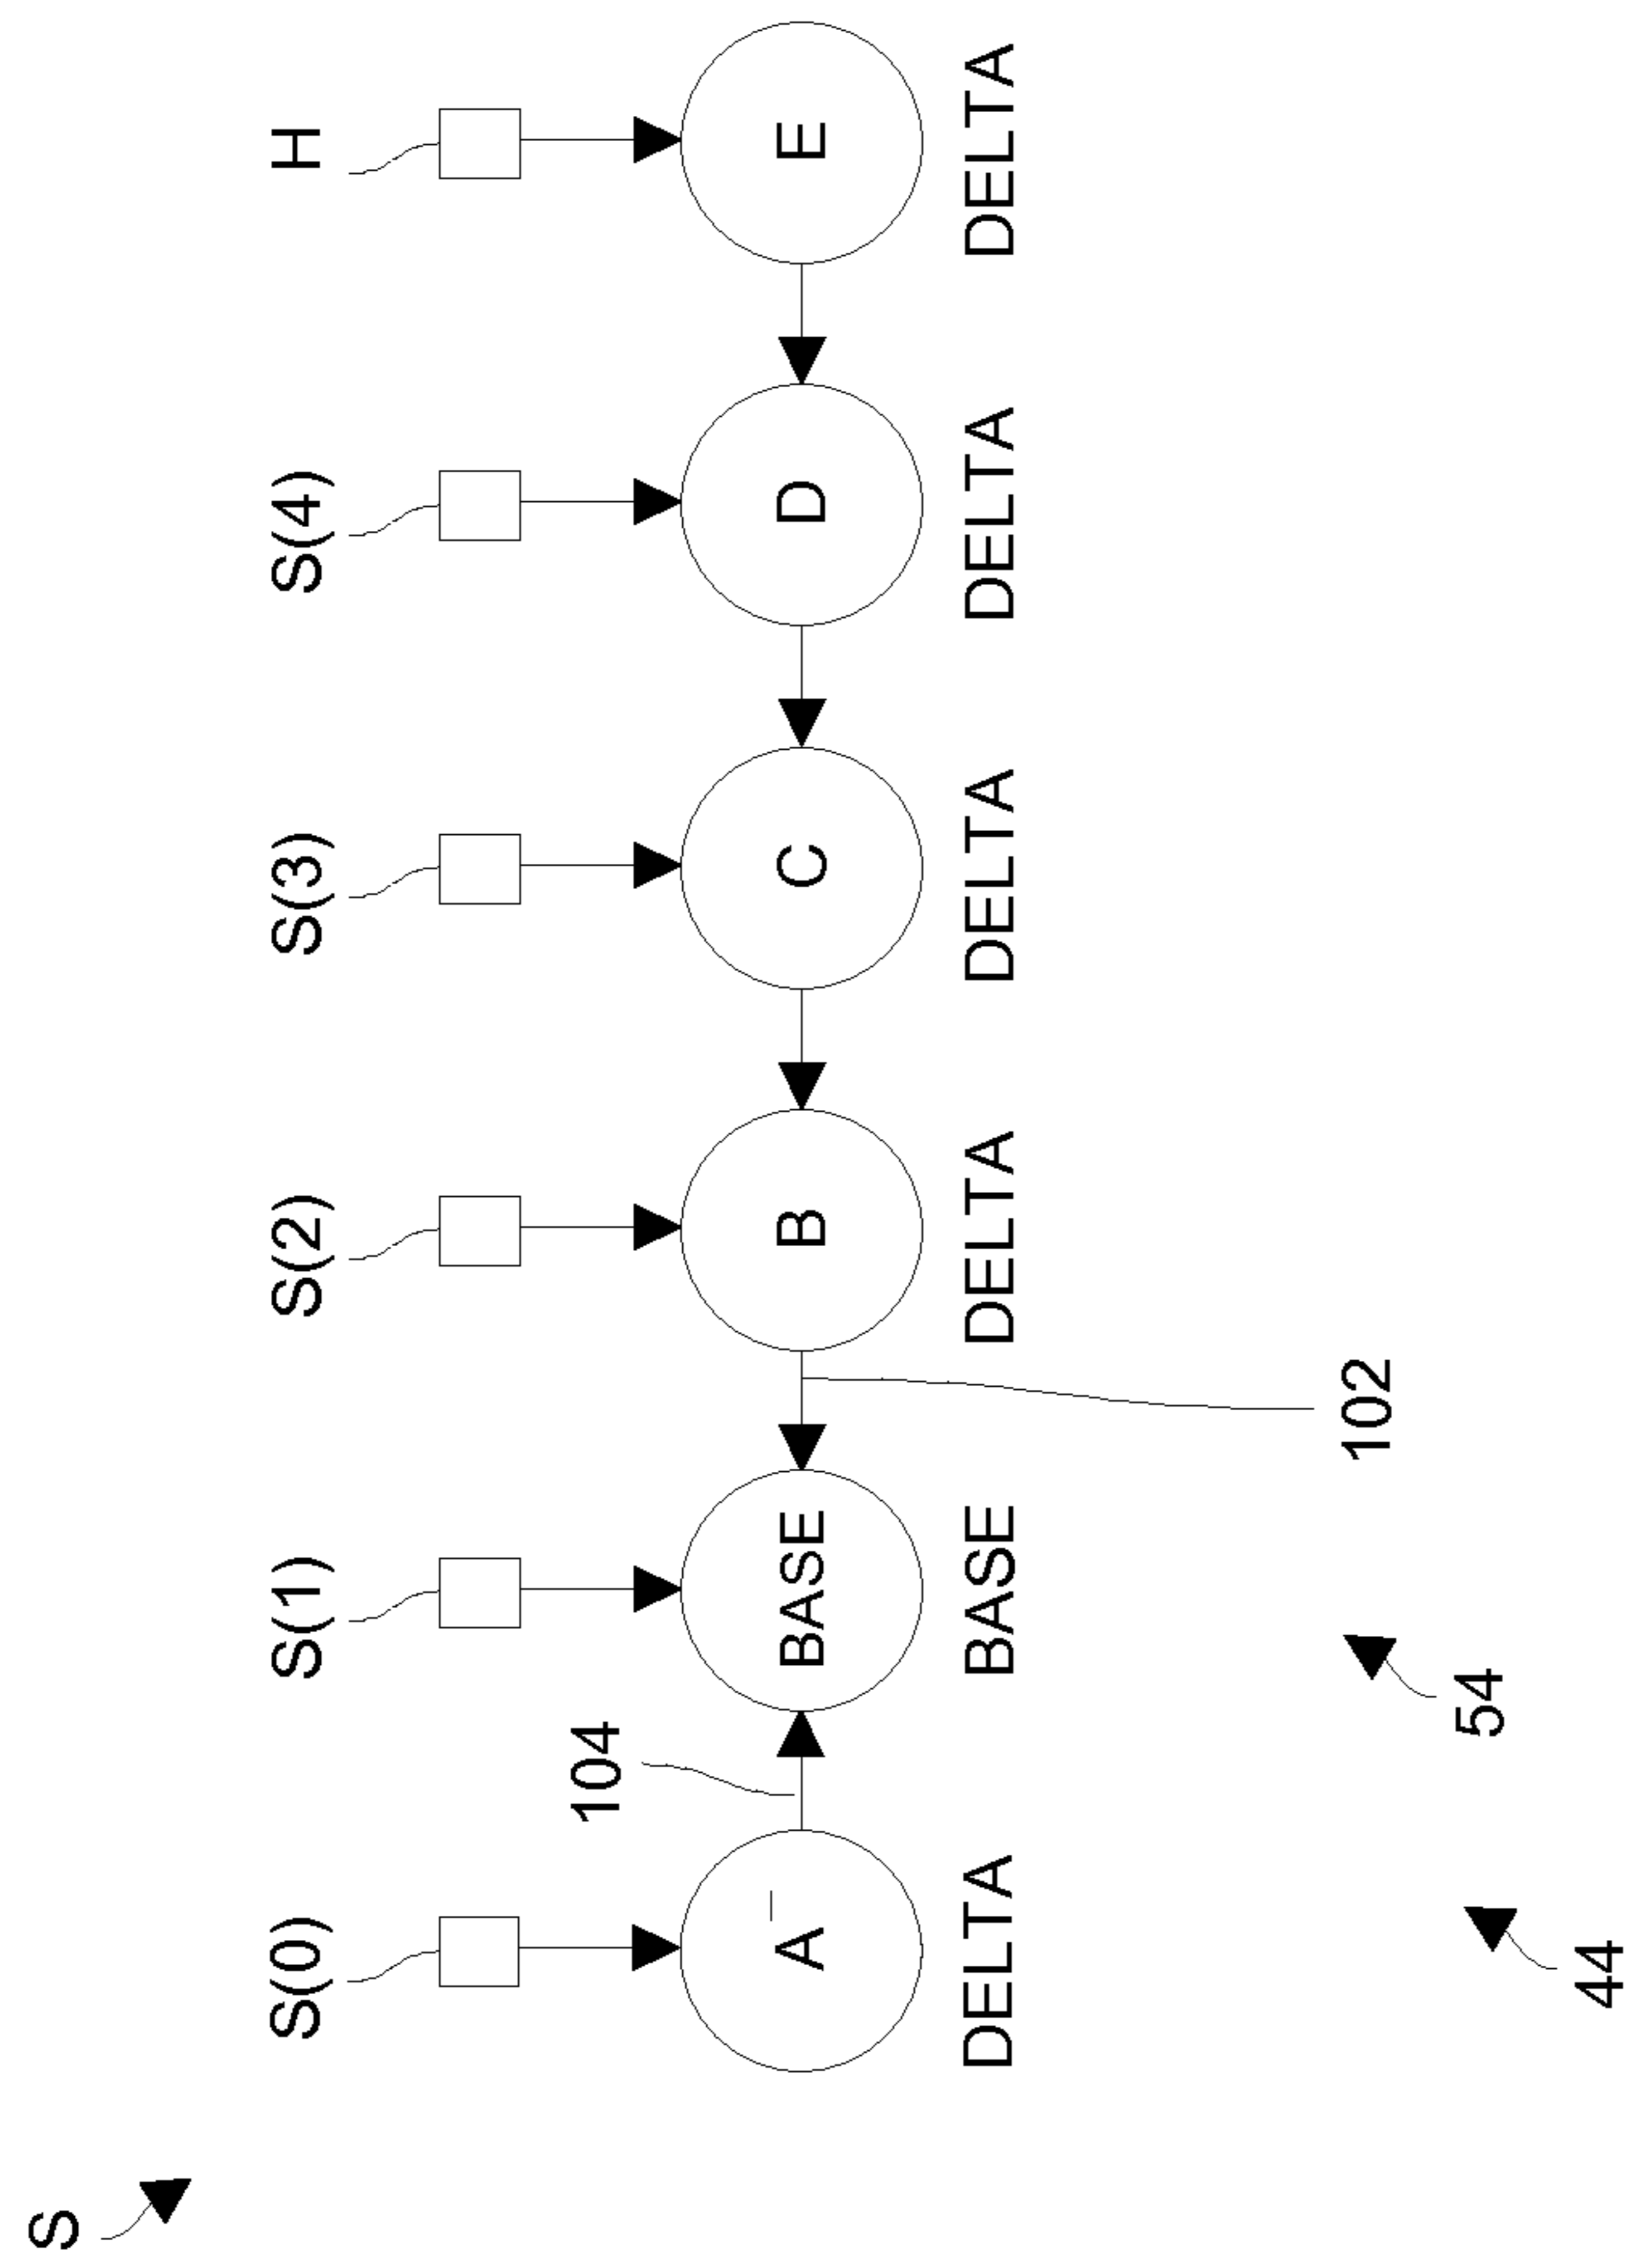 S
S(0) S(1) S(2) S(3) S(4) H
104
A¯ BASE B C D E
DELTA BASE DELTA DELTA DELTA DELTA
102
54
44